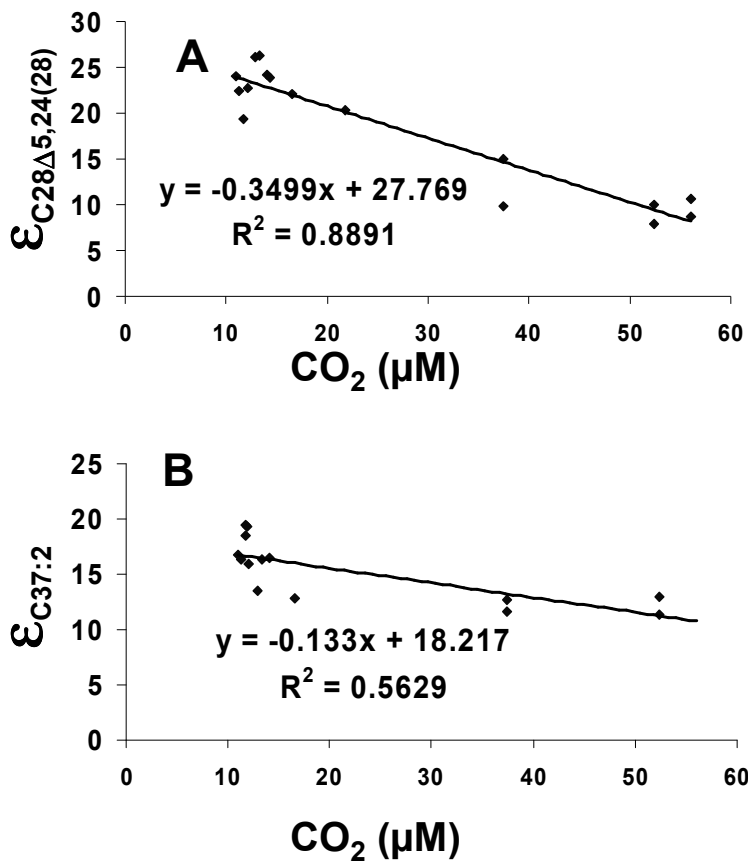 A
30
25
20
15
10
5
0
εC28Δ5,24(28)
y = -0.3499x + 27.769
R² = 0.8891
0 10 20 30 40 50 60
CO₂ (µM)
B
25
20
15
10
5
0
εC37:2
y = -0.133x + 18.217
R² = 0.5629
0 10 20 30 40 50 60
CO₂ (µM)